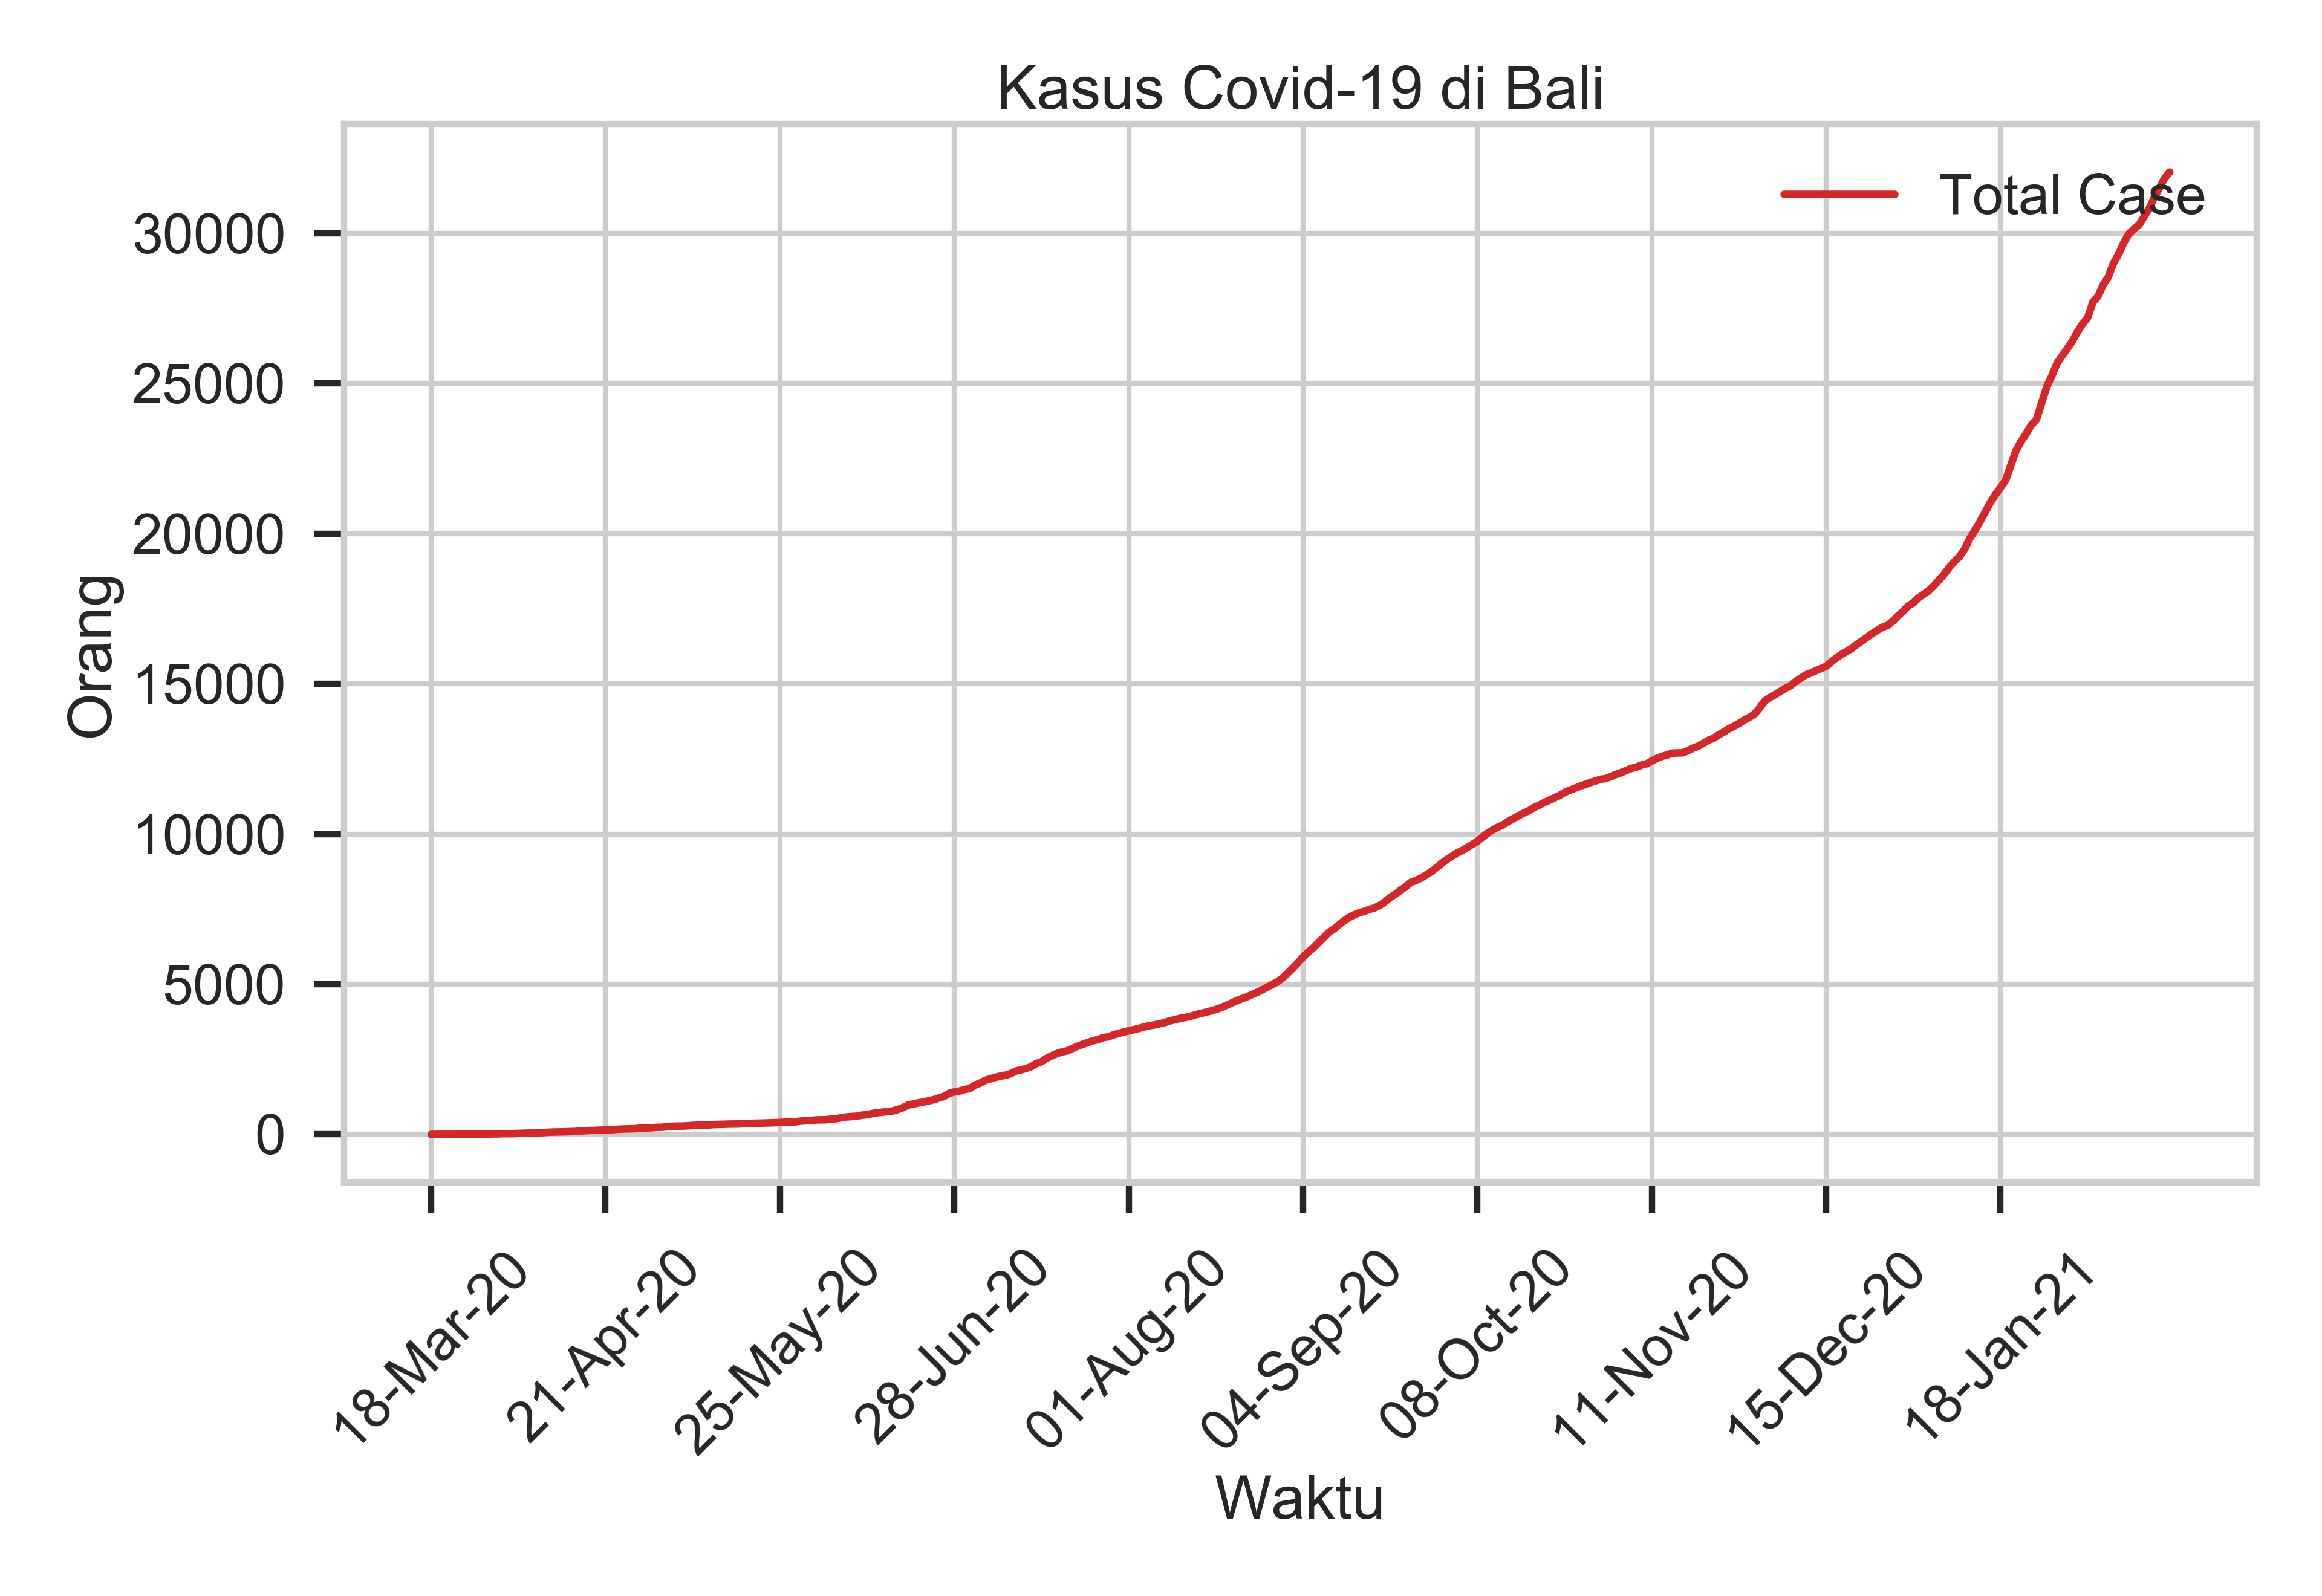 Kasus Covid-19 di Bali
Total Case
Orang
30000
25000
20000
15000
10000
5000
0
18-Mar-20
21-Apr-20
25-May-20
28-Jun-20
01-Aug-20
04-Sep-20
08-Oct-20
11-Nov-20
15-Dec-20
18-Jan-21
Waktu